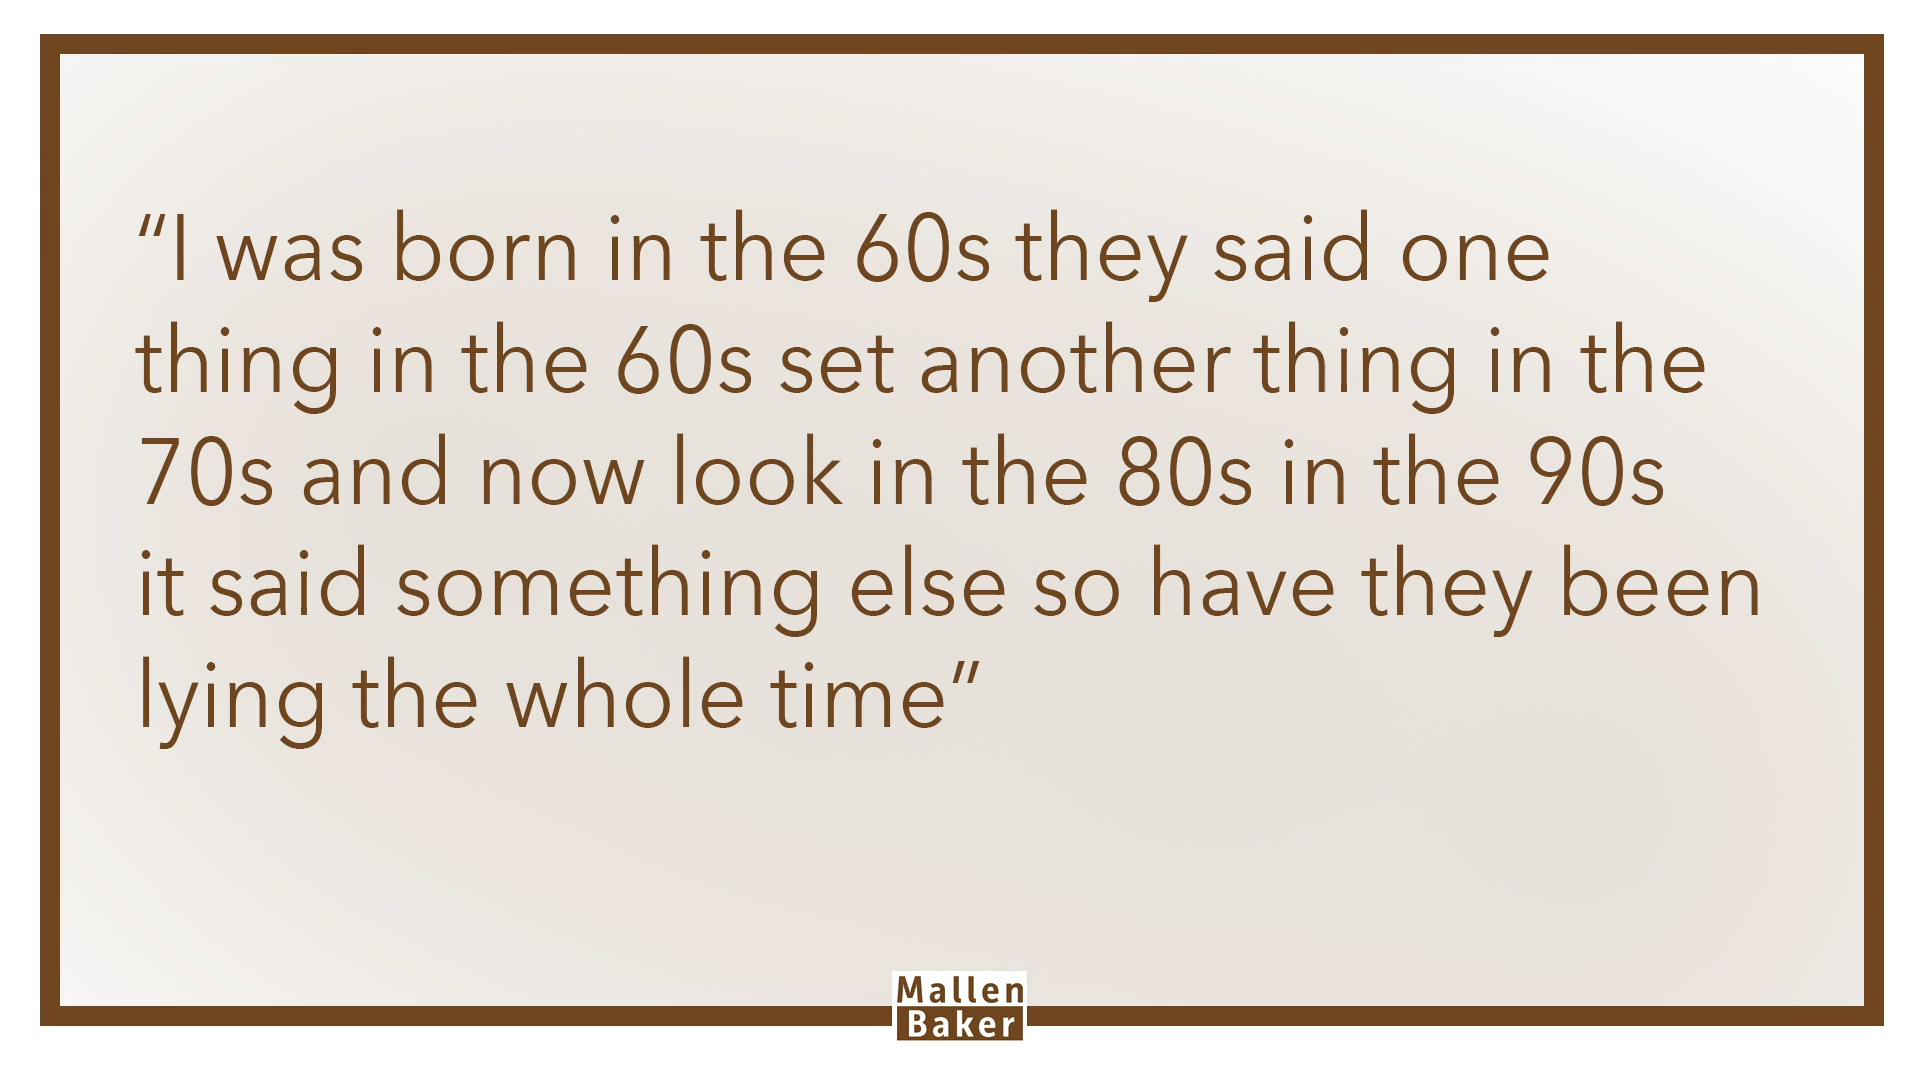 “I was born in the 60s they said one
thing in the 60s set another thing in the
70s and now look in the 80s in the 90s
it said something else so have they been
lying the whole time”
Mallen
Baker